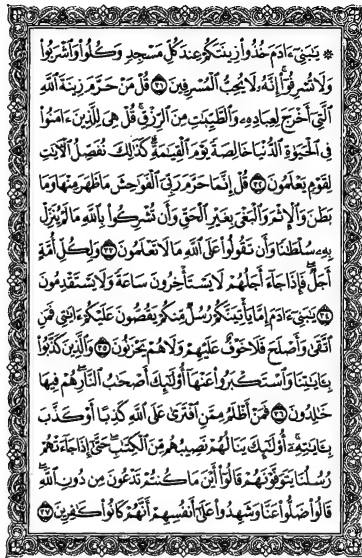 ۞ يَـٰبَنِىٓ ءَادَمَ خُذُوا۟ زِينَتَكُمْ عِندَ كُلِّ مَسْجِدٍ وَكُلُوا۟ وَٱشْرَبُوا۟
وَلَا تُسْرِفُوٓا۟ إِنَّهُۥ لَا يُحِبُّ ٱلْمُسْرِفِينَ ٣١ قُلْ مَنْ حَرَّمَ زِينَةَ ٱللَّهِ
ٱلَّتِىٓ أَخْرَجَ لِعِبَادِهِۦ وَٱلطَّيِّبَـٰتِ مِنَ ٱلرِّزْقِ ۚ قُلْ هِىَ لِلَّذِينَ ءَامَنُوا۟
فِى ٱلْحَيَوٰةِ ٱلدُّنْيَا خَالِصَةً يَوْمَ ٱلْقِيَـٰمَةِ ۗ كَذَٰلِكَ نُفَصِّلُ ٱلْـَٔايَـٰتِ
لِقَوْمٍ يَعْلَمُونَ ٣٢ قُلْ إِنَّمَا حَرَّمَ رَبِّىَ ٱلْفَوَٰحِشَ مَا ظَهَرَ مِنْهَا وَمَا
بَطَنَ وَٱلْإِثْمَ وَٱلْبَغْىَ بِغَيْرِ ٱلْحَقِّ وَأَن تُشْرِكُوا۟ بِٱللَّهِ مَا لَمْ يُنَزِّلْ
بِهِۦ سُلْطَـٰنًا وَأَن تَقُولُوا۟ عَلَى ٱللَّهِ مَا لَا تَعْلَمُونَ ٣٣ وَلِكُلِّ أُمَّةٍ
أَجَلٌ ۖ فَإِذَا جَآءَ أَجَلُهُمْ لَا يَسْتَأْخِرُونَ سَاعَةً ۖ وَلَا يَسْتَقْدِمُونَ
٣٤ يَـٰبَنِىٓ ءَادَمَ إِمَّا يَأْتِيَنَّكُمْ رُسُلٌ مِّنكُمْ يَقُصُّونَ عَلَيْكُمْ ءَايَـٰتِى ۙ فَمَنِ
ٱتَّقَىٰ وَأَصْلَحَ فَلَا خَوْفٌ عَلَيْهِمْ وَلَا هُمْ يَحْزَنُونَ ٣٥ وَٱلَّذِينَ كَذَّبُوا۟
بِـَٔايَـٰتِنَا وَٱسْتَكْبَرُوا۟ عَنْهَآ أُو۟لَـٰٓئِكَ أَصْحَـٰبُ ٱلنَّارِ ۖ هُمْ فِيهَا
خَـٰلِدُونَ ٣٦ فَمَنْ أَظْلَمُ مِمَّنِ ٱفْتَرَىٰ عَلَى ٱللَّهِ كَذِبًا أَوْ كَذَّبَ
بِـَٔايَـٰتِهِۦٓ ۚ أُو۟لَـٰٓئِكَ يَنَالُهُمْ نَصِيبُهُم مِّنَ ٱلْكِتَـٰبِ ۖ حَتَّىٰٓ إِذَا جَآءَتْهُمْ
رُسُلُنَا يَتَوَفَّوْنَهُمْ قَالُوٓا۟ أَيْنَ مَا كُنتُمْ تَدْعُونَ مِن دُونِ ٱللَّهِ ۖ
قَالُوا۟ ضَلُّوا۟ عَنَّا وَشَهِدُوا۟ عَلَىٰٓ أَنفُسِهِمْ أَنَّهُمْ كَانُوا۟ كَـٰفِرِينَ ٣٧